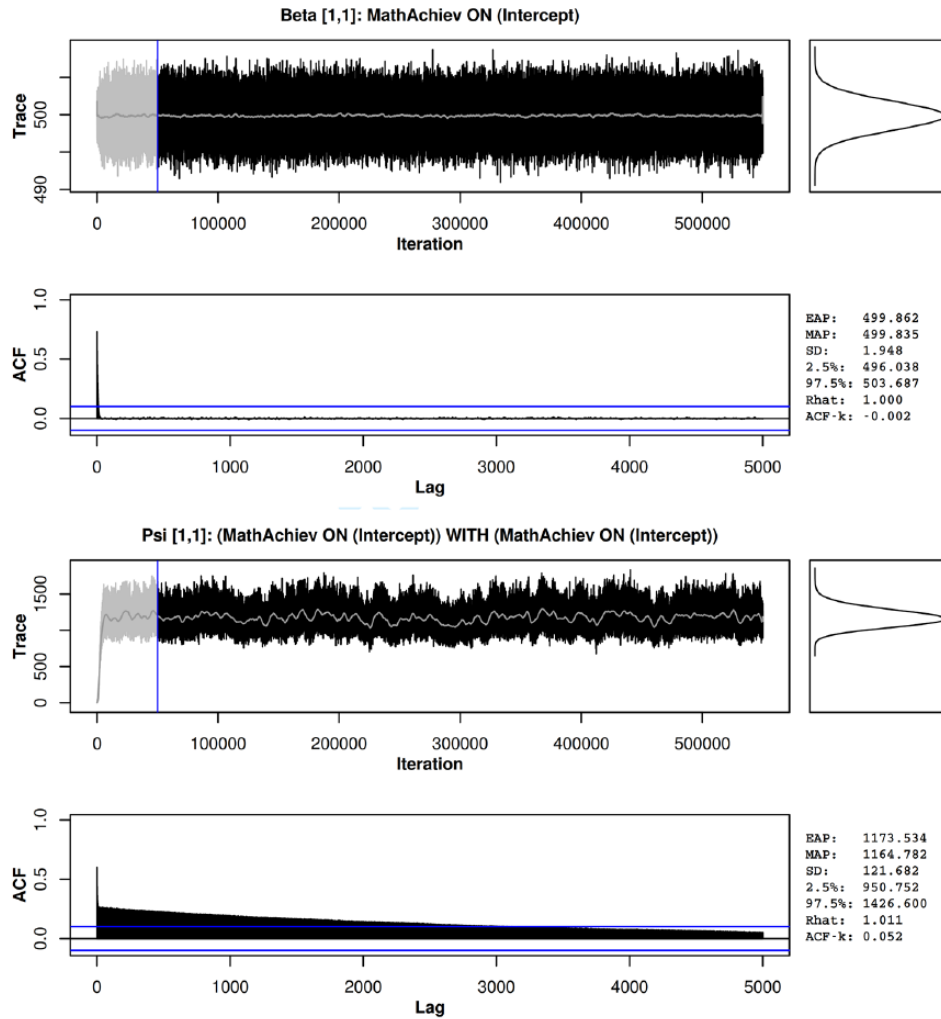 Beta [1,1]: MathAchiev ON (Intercept)
Trace
490
500
0
100000
200000
300000
400000
500000
Iteration
ACF
0.0
0.5
1.0
0
1000
2000
3000
4000
5000
Lag
EAP: 499.862
MAP: 499.835
SD: 1.948
2.5%: 496.038
97.5%: 503.687
Rhat: 1.000
ACF-k: -0.002
Psi [1,1]: (MathAchiev ON (Intercept)) WITH (MathAchiev ON (Intercept))
Trace
0
500
1500
0
100000
200000
300000
400000
500000
Iteration
ACF
0.0
0.5
1.0
0
1000
2000
3000
4000
5000
Lag
EAP: 1173.534
MAP: 1164.782
SD: 121.682
2.5%: 950.752
97.5%: 1426.600
Rhat: 1.011
ACF-k: 0.052